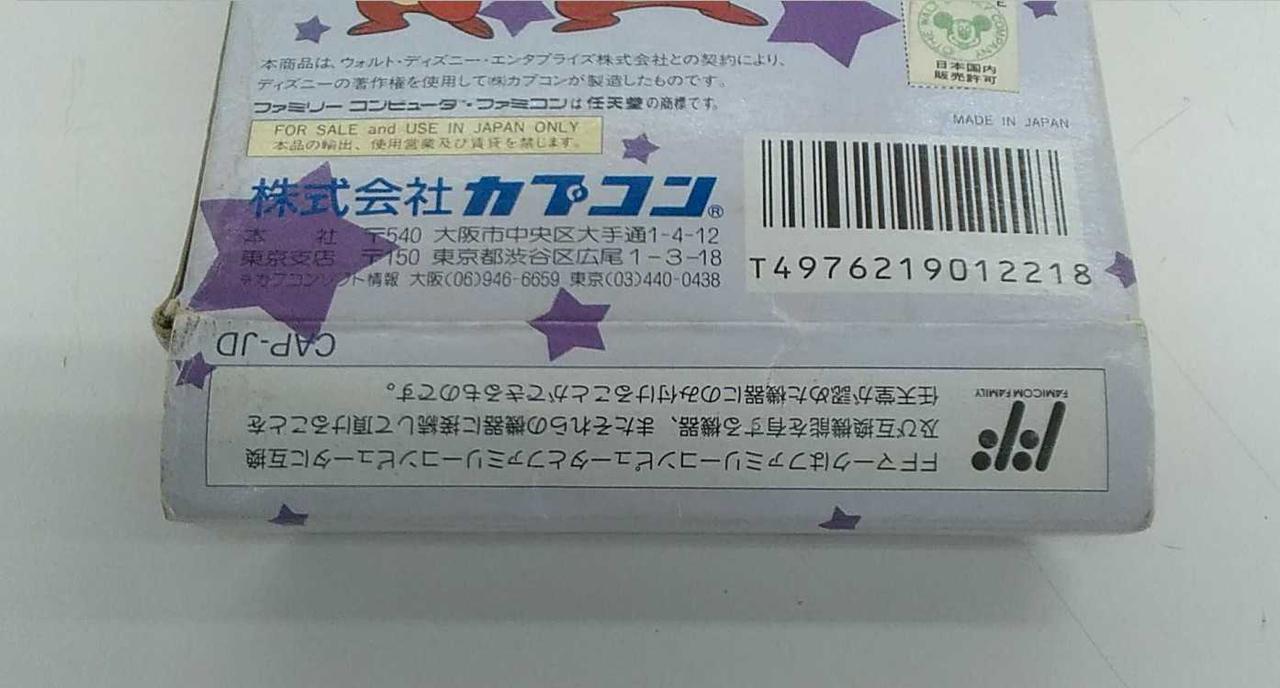 本商品は、ウォルト・ディズニー・エンタプライズ株式会社との契約により、
ディズニーの著作権を使用して㈱カプコンが製造したものです。
ファミリーコンピュータ・ファミコンは任天堂の商標です。
FOR SALE and USE IN JAPAN ONLY
本品の輸出、使用営業及び賃貸を禁じます。
日本国内
販売許可
MADE IN JAPAN
株式会社カプコン®
本 社 〒540 大阪市中央区大手通1-4-12
東京支店 〒150 東京都渋谷区広尾1-3-18
※カプコンソフト情報 大阪(06)946-6659 東京(03)440-0438
T4976219012218
CAP-JD
FAMICOM FAMILY
FFマークはファミリーコンピュータとファミリーコンピュータに互換
及び互換機能を有する機器、またそれらの機器に接続して頂けることを
任天堂が認めた機器にのみ付けることができるものです。